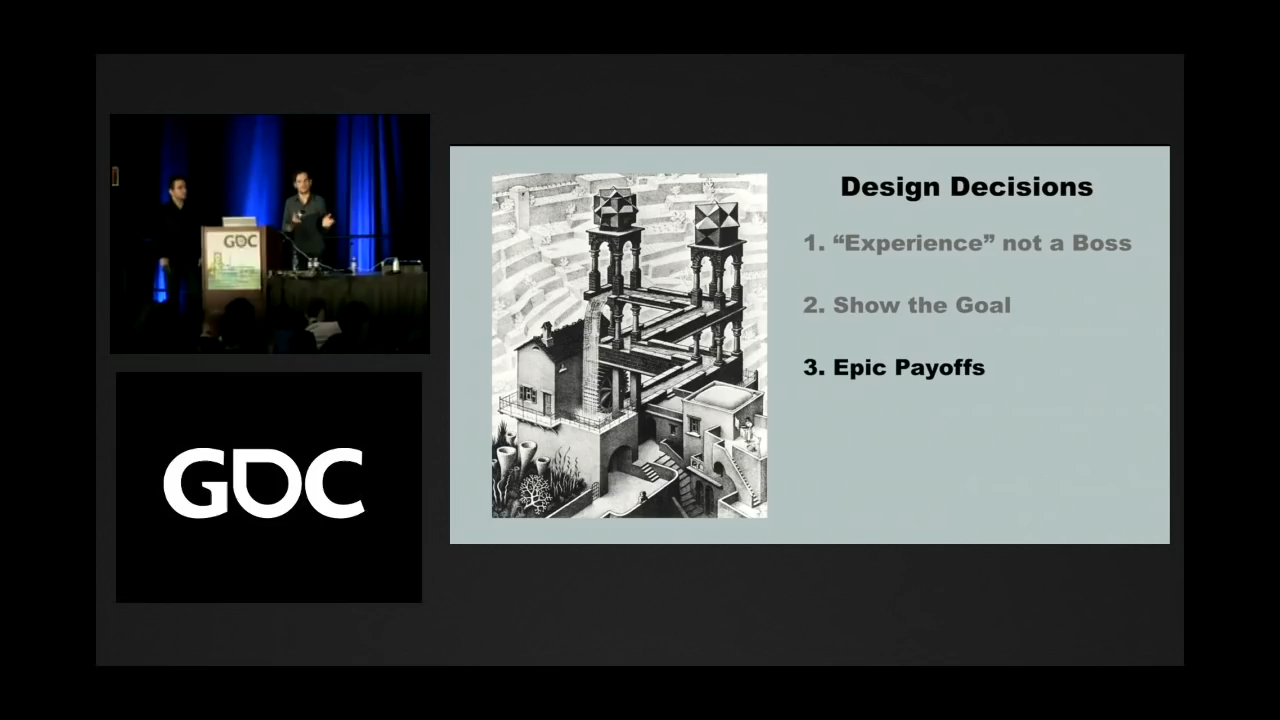 GDC
GDC
Design Decisions
1. “Experience” not a Boss
2. Show the Goal
3. Epic Payoffs